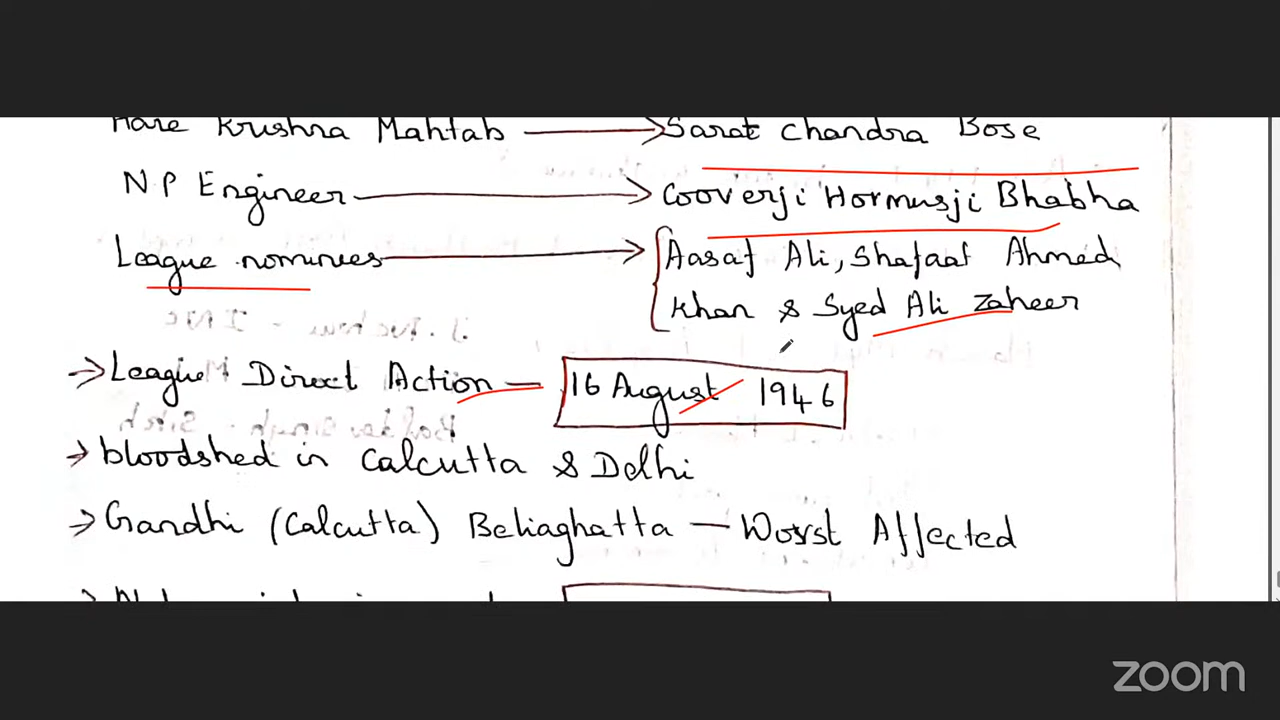 Hare Krushna Mahtab → Sarat Chandra Bose
N.P Engineer → Cooverji Hormusji Bhabha
League nominees → Aasaf Ali, Shafaat Ahmed
Khan & Syed Ali Zaheer
→ League Direct Action — 16 August 1946
→ bloodshed in Calcutta & Delhi
→ Gandhi (Calcutta) Beliaghatta — Worst Affected
zoom